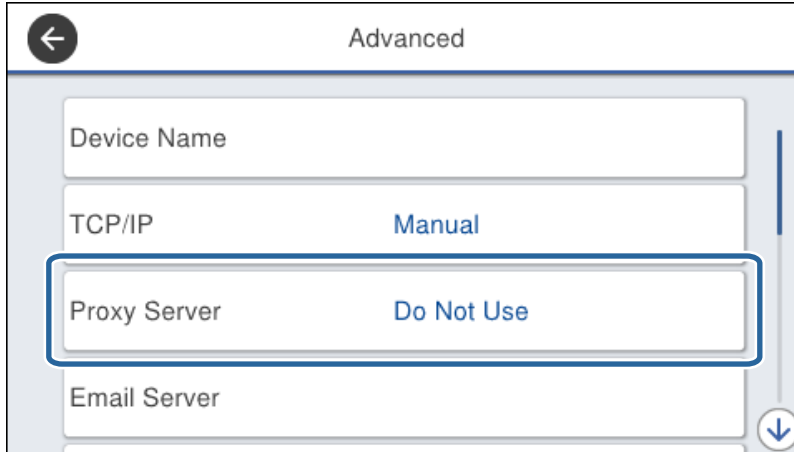 Advanced
Device Name
TCP/IP Manual
Proxy Server Do Not Use
Email Server